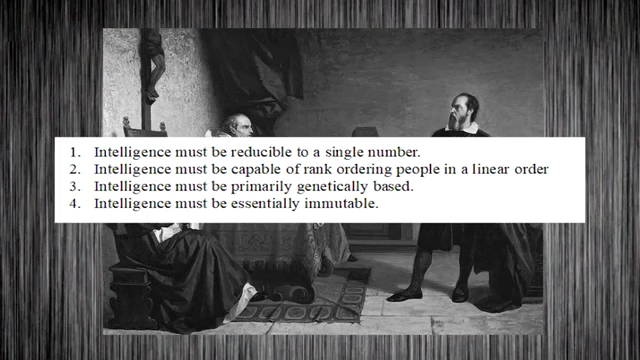 1. Intelligence must be reducible to a single number.
2. Intelligence must be capable of rank ordering people in a linear order
3. Intelligence must be primarily genetically based.
4. Intelligence must be essentially immutable.